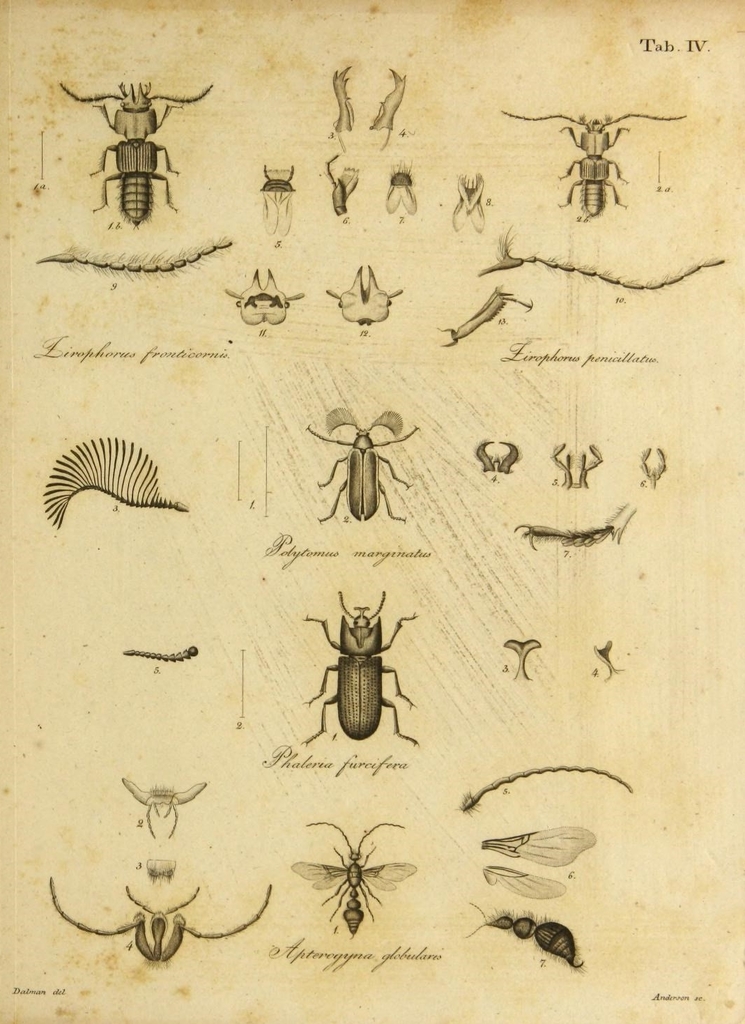 Tab. IV.
3. 4.
1.a. 2.a.
5. 6. 7. 8.
1.b. 2.b.
9 10.
11. 12. 13.
Zirophorus fronticornis. Zirophorus penicillatus.
3. 1. 2. 4. 5. 6.
7.
Polytomus marginatus
5. 3. 4.
2. 1.
Phaleria furcifera
2 5.
3 6.
4 1. 7.
Apterogyna globularis
Dalman del. Anderson sc.